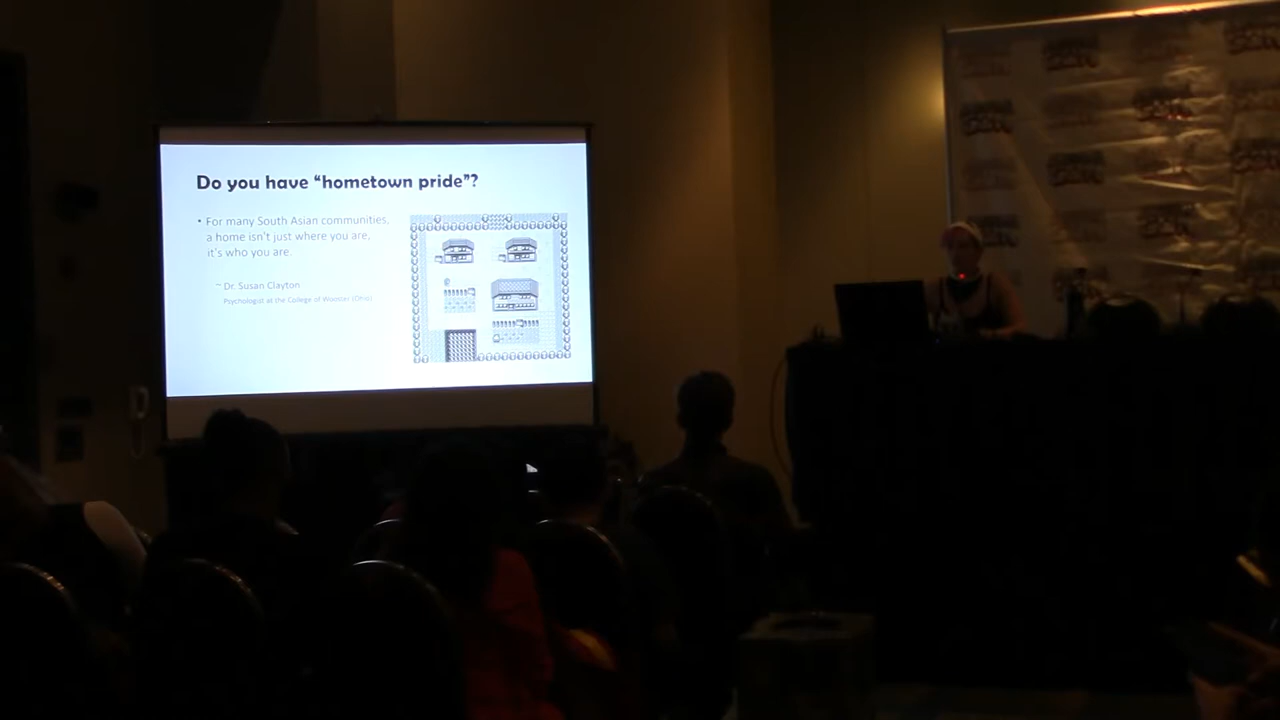 Do you have “hometown pride”?
• For many South Asian communities,
a home isn't just where you are,
it's who you are.
~ Dr. Susan Clayton
Psychologist at the College of Wooster (Ohio)